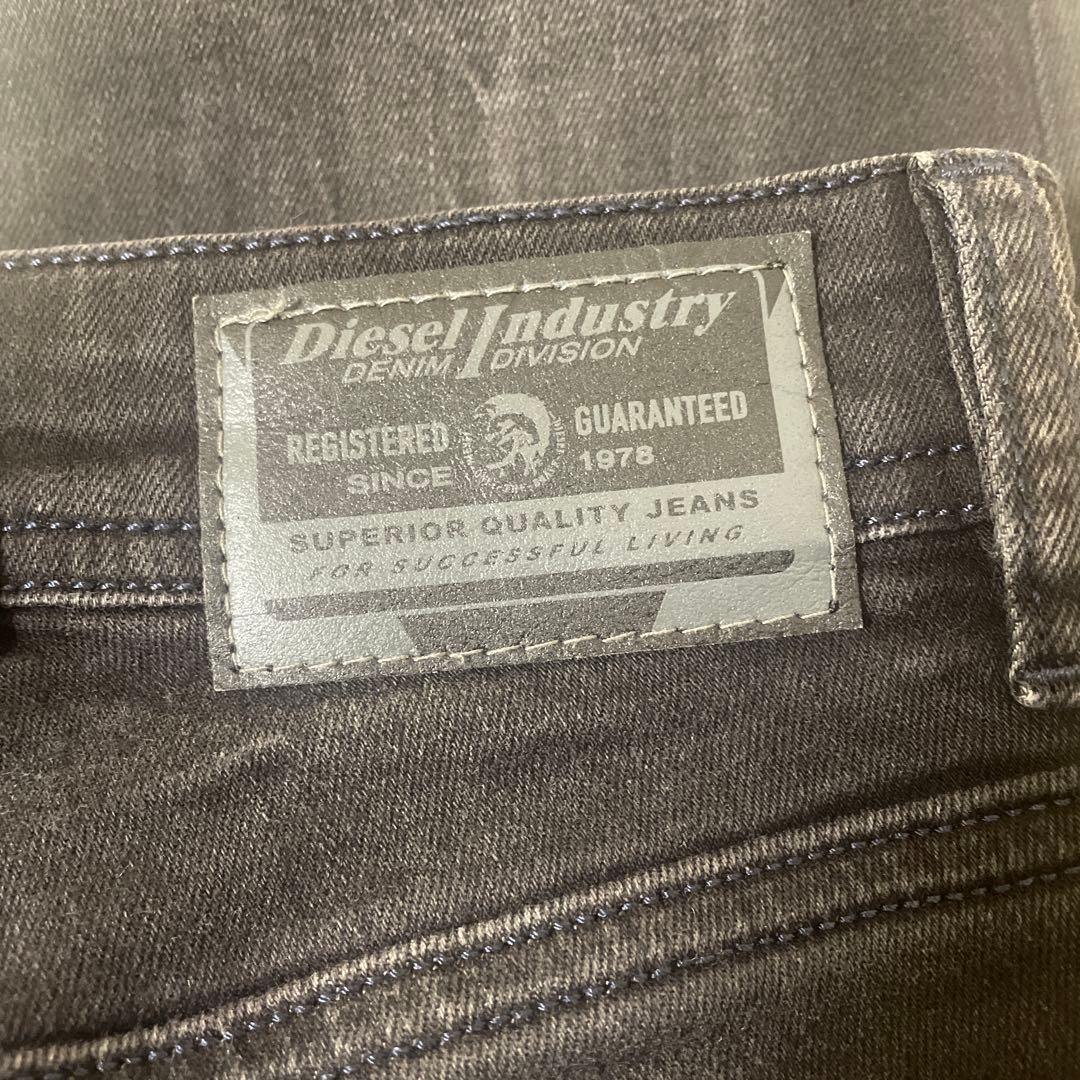 Diesel Industry
DENIM DIVISION
REGISTERED GUARANTEED
SINCE 1978
SUPERIOR QUALITY JEANS
FOR SUCCESSFUL LIVING